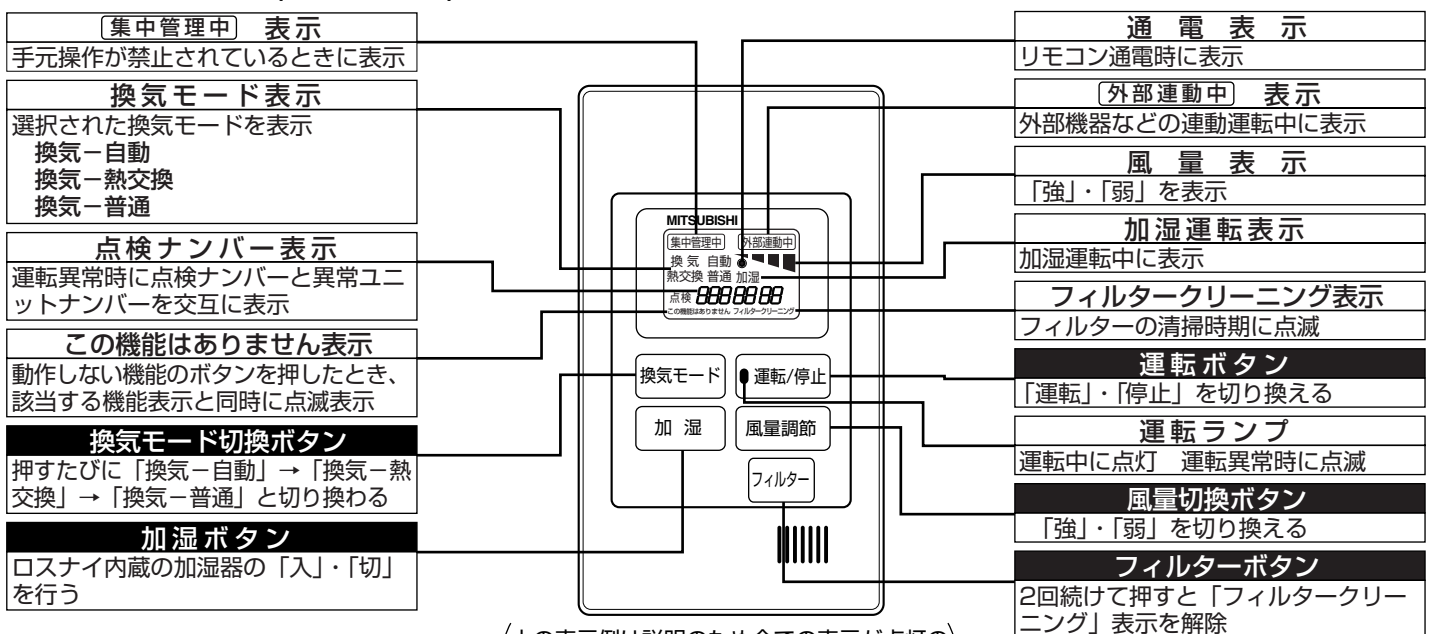 集中管理中 表示
手元操作が禁止されているときに表示
換気モード表示
選択された換気モードを表示
換気－自動
換気－熱交換
換気－普通
点検ナンバー表示
運転異常時に点検ナンバーと異常ユニ
ットナンバーを交互に表示
この機能はありません表示
動作しない機能のボタンを押したとき、
該当する機能表示と同時に点滅表示
換気モード切換ボタン
押すたびに「換気－自動」→「換気－熱
交換」→「換気－普通」と切り換わる
加湿ボタン
ロスナイ内蔵の加湿器の「入」・「切」
を行う
MITSUBISHI
集中管理中 外部連動中
換気 自動
熱交換 普通 加湿
点検 888 88 88
この機能はありません フィルタークリーニング
換気モード 運転/停止
加 湿 風量調節
フィルター
通電表示
リモコン通電時に表示
外部連動中 表示
外部機器などの連動運転中に表示
風量表示
「強」・「弱」を表示
加湿運転表示
加湿運転中に表示
フィルタークリーニング表示
フィルターの清掃時期に点滅
運転ボタン
「運転」・「停止」を切り換える
運転ランプ
運転中に点灯 運転異常時に点滅
風量切換ボタン
「強」・「弱」を切り換える
フィルターボタン
2回続けて押すと「フィルタークリー
ニング」表示を解除